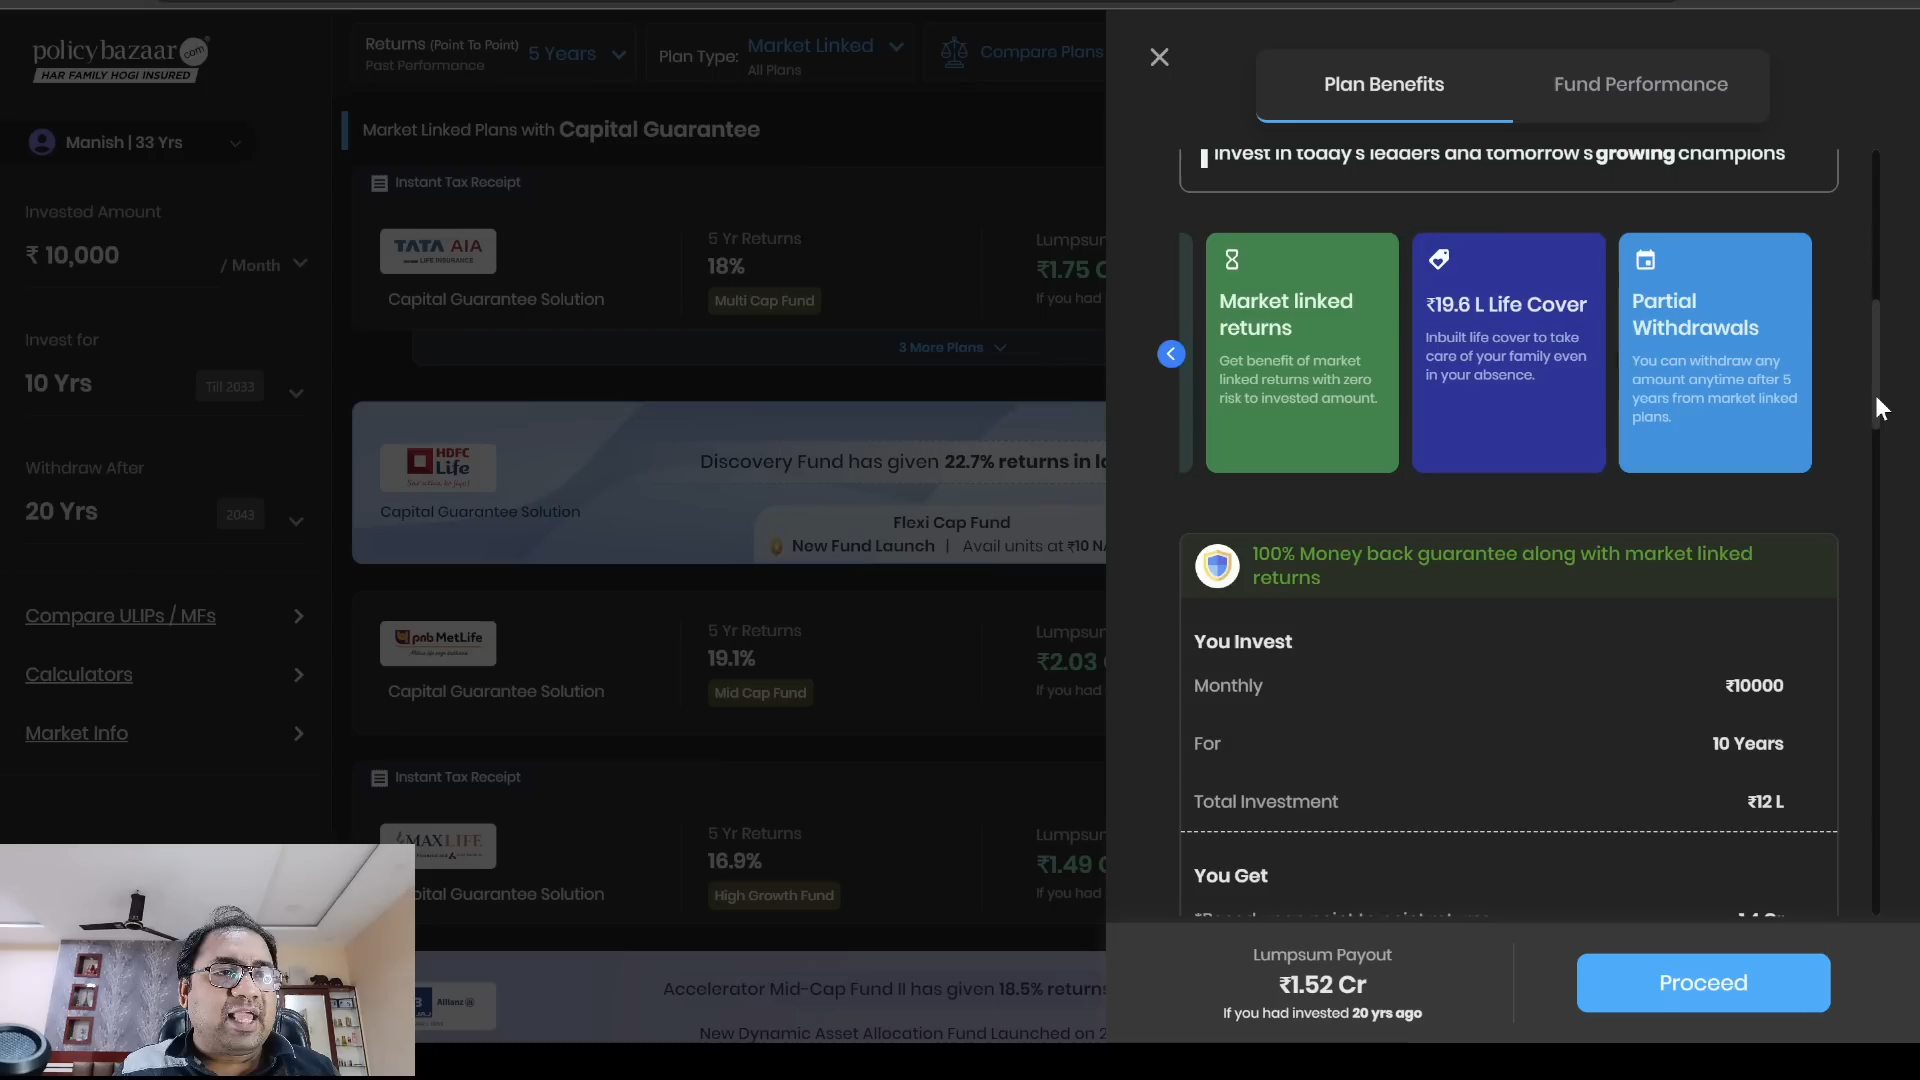 policybazaar.com
HAR FAMILY HOGI INSURED
Manish | 33 Yrs
Invested Amount
₹ 10,000
/ Month
Invest for
10 Yrs
Till 2033
Withdraw After
20 Yrs
2043
Compare ULIPs / MFs
Calculators
Market Info
Returns (Point To Point)
Past Performance
5 Years
Plan Type:
Market Linked
All Plans
Compare Plans
Market Linked Plans with Capital Guarantee
Instant Tax Receipt
TATA AIA
LIFE INSURANCE
Capital Guarantee Solution
5 Yr Returns
18%
Multi Cap Fund
Lumpsum
₹1.75
If you had
3 More Plans
HDFC
Life
Sar utha ke jiyo!
Capital Guarantee Solution
Discovery Fund has given 22.7% returns in
Flexi Cap Fund
New Fund Launch | Avail units at ₹10
pnb MetLife
Capital Guarantee Solution
5 Yr Returns
19.1%
Mid Cap Fund
Lumpsum
₹2.03
If you had
Instant Tax Receipt
MAX LIFE
Capital Guarantee Solution
5 Yr Returns
16.9%
High Growth Fund
Lumpsum
₹1.49
If you had
Allianz
Accelerator Mid-Cap Fund II has given 18.5% returns
New Dynamic Asset Allocation Fund Launched on
Plan Benefits
Fund Performance
Invest in today's leaders and tomorrow's growing champions
Market linked
returns
Get benefit of market
linked returns with zero
risk to invested amount.
₹19.6 L Life Cover
Inbuilt life cover to take
care of your family even
in your absence.
Partial
Withdrawals
You can withdraw any
amount anytime after 5
years from market linked
plans.
100% Money back guarantee along with market linked
returns
You Invest
Monthly
₹10000
For
10 Years
Total Investment
₹12 L
You Get
Lumpsum Payout
₹1.52 Cr
If you had invested 20 yrs ago
Proceed